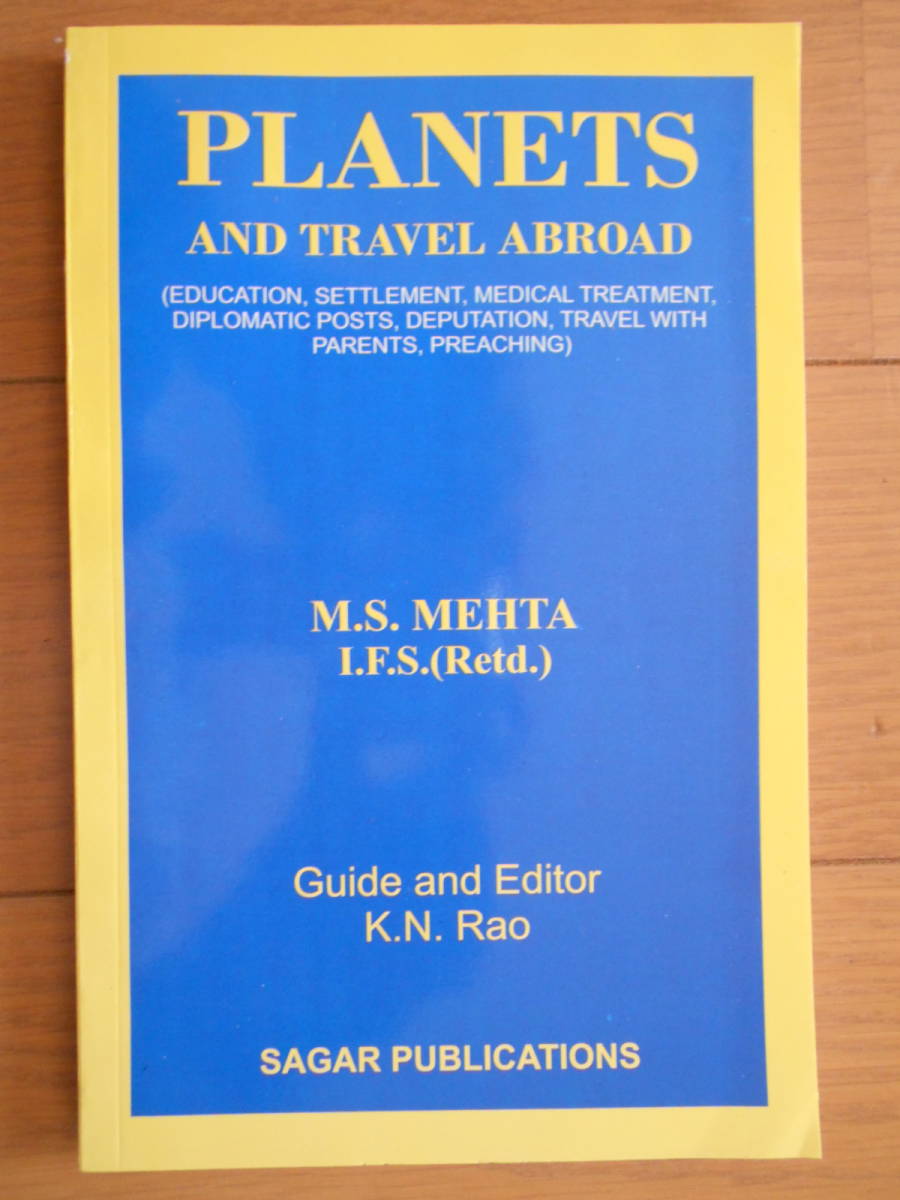 PLANETS
AND TRAVEL ABROAD
(EDUCATION, SETTLEMENT, MEDICAL TREATMENT,
DIPLOMATIC POSTS, DEPUTATION, TRAVEL WITH
PARENTS, PREACHING)
M.S. MEHTA
I.F.S.(Retd.)
Guide and Editor
K.N. Rao
SAGAR PUBLICATIONS